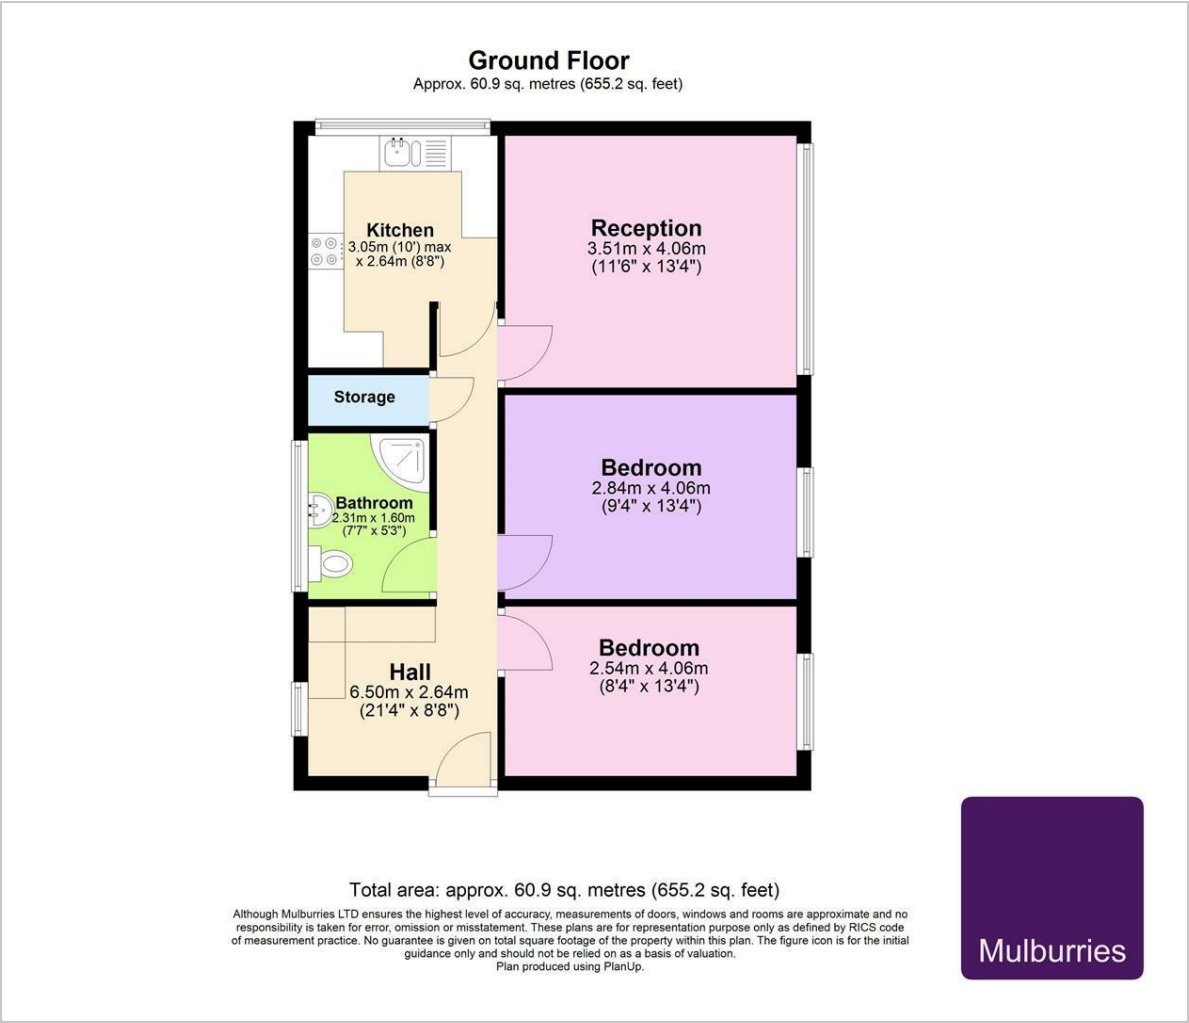 Ground Floor
Approx. 60.9 sq. metres (655.2 sq. feet)
Kitchen
3.05m (10') max
x 2.64m (8'8")
Reception
3.51m x 4.06m
(11'6" x 13'4")
Storage
Bedroom
2.84m x 4.06m
(9'4" x 13'4")
Bathroom
2.31m x 1.60m
(7'7" x 5'3")
Bedroom
2.54m x 4.06m
(8'4" x 13'4")
Hall
6.50m x 2.64m
(21'4" x 8'8")
Total area: approx. 60.9 sq. metres (655.2 sq. feet)
Although Mulburries LTD ensures the highest level of accuracy, measurements of doors, windows and rooms are approximate and no
responsibility is taken for error, omission or misstatement. These plans are for representation purpose only as defined by RICS code
of measurement practice. No guarantee is given on total square footage of the property within this plan. The figure icon is for the initial
guidance only and should not be relied on as a basis of valuation.
Plan produced using PlanUp.
Mulburries